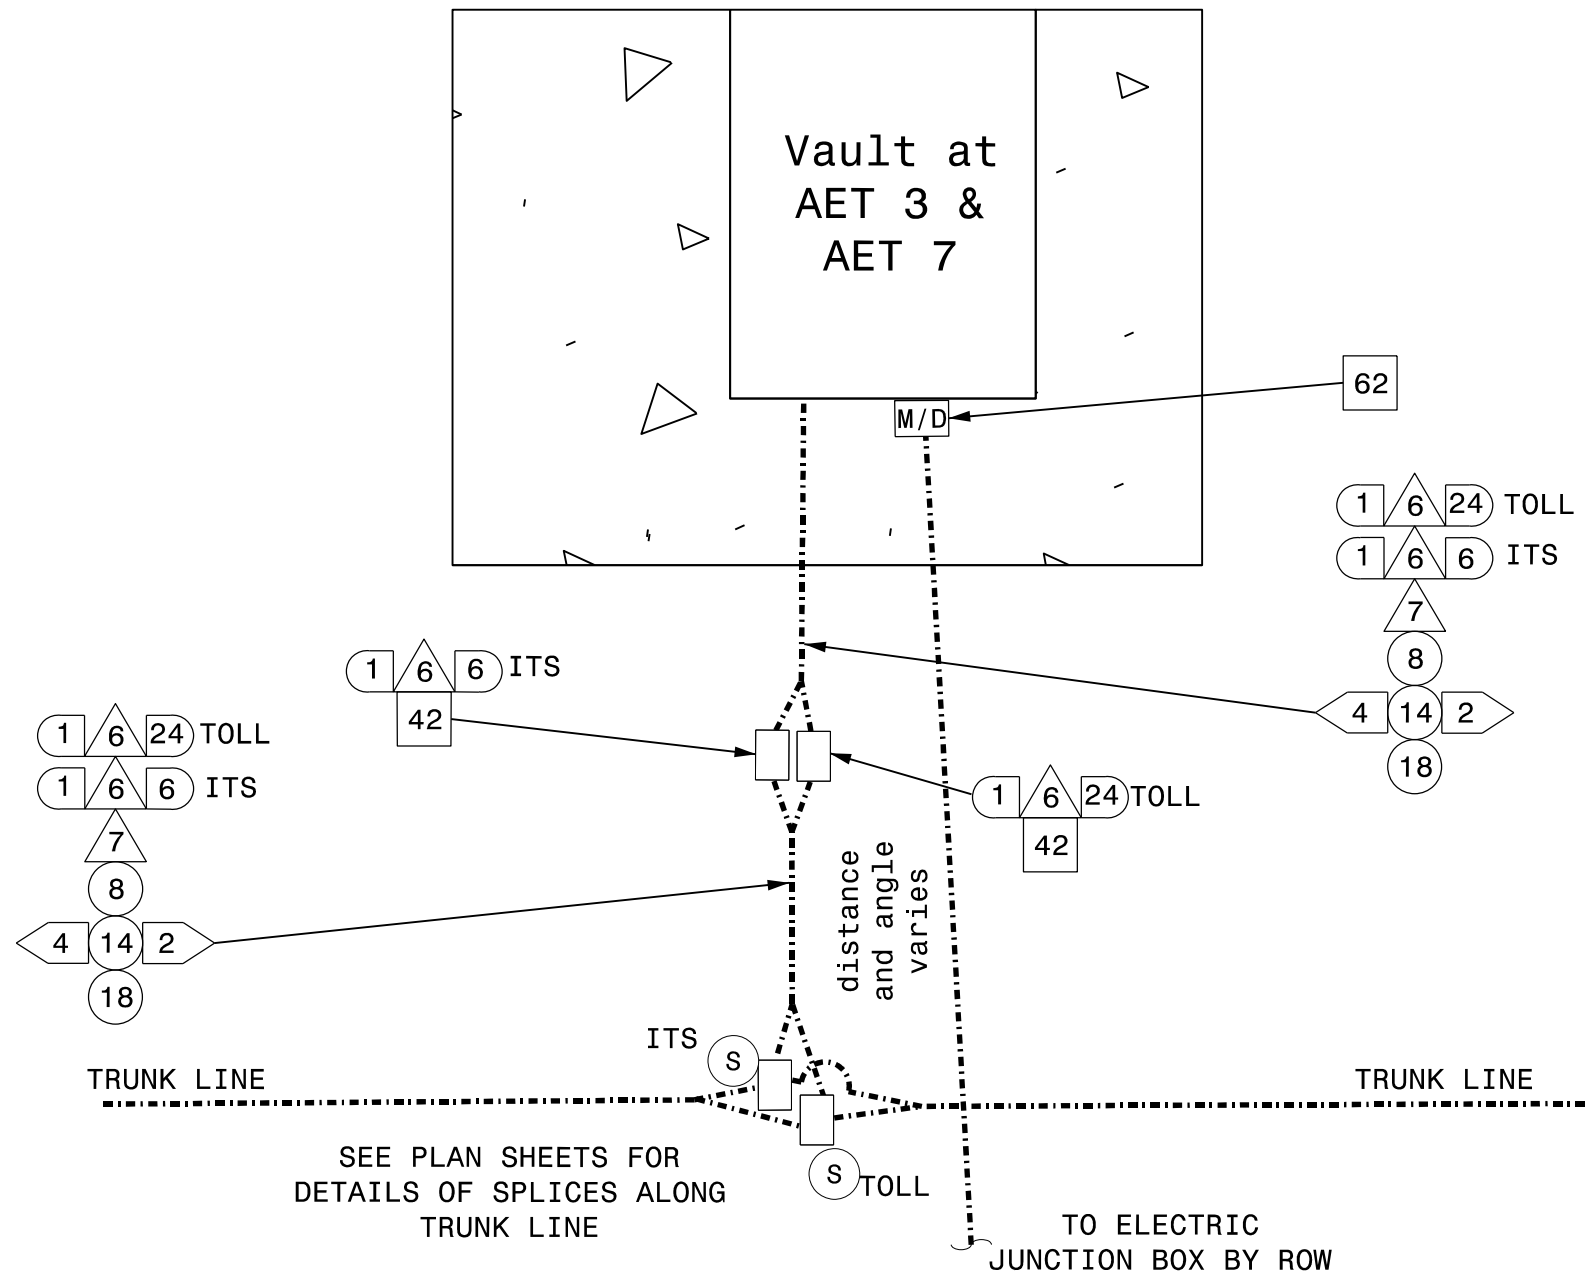 Vault at
AET 3 &
AET 7
62
M/D
1 6 24 TOLL
1 6 6 ITS
7
8
4 14 2
18
1 6 6 ITS
42
1 6 24 TOLL
1 6 6 ITS
7
8
4 14 2
18
1 6 24 TOLL
42
distance
and angle
varies
ITS
S
TRUNK LINE
TRUNK LINE
S
TOLL
SEE PLAN SHEETS FOR
DETAILS OF SPLICES ALONG
TRUNK LINE
TO ELECTRIC
JUNCTION BOX BY ROW